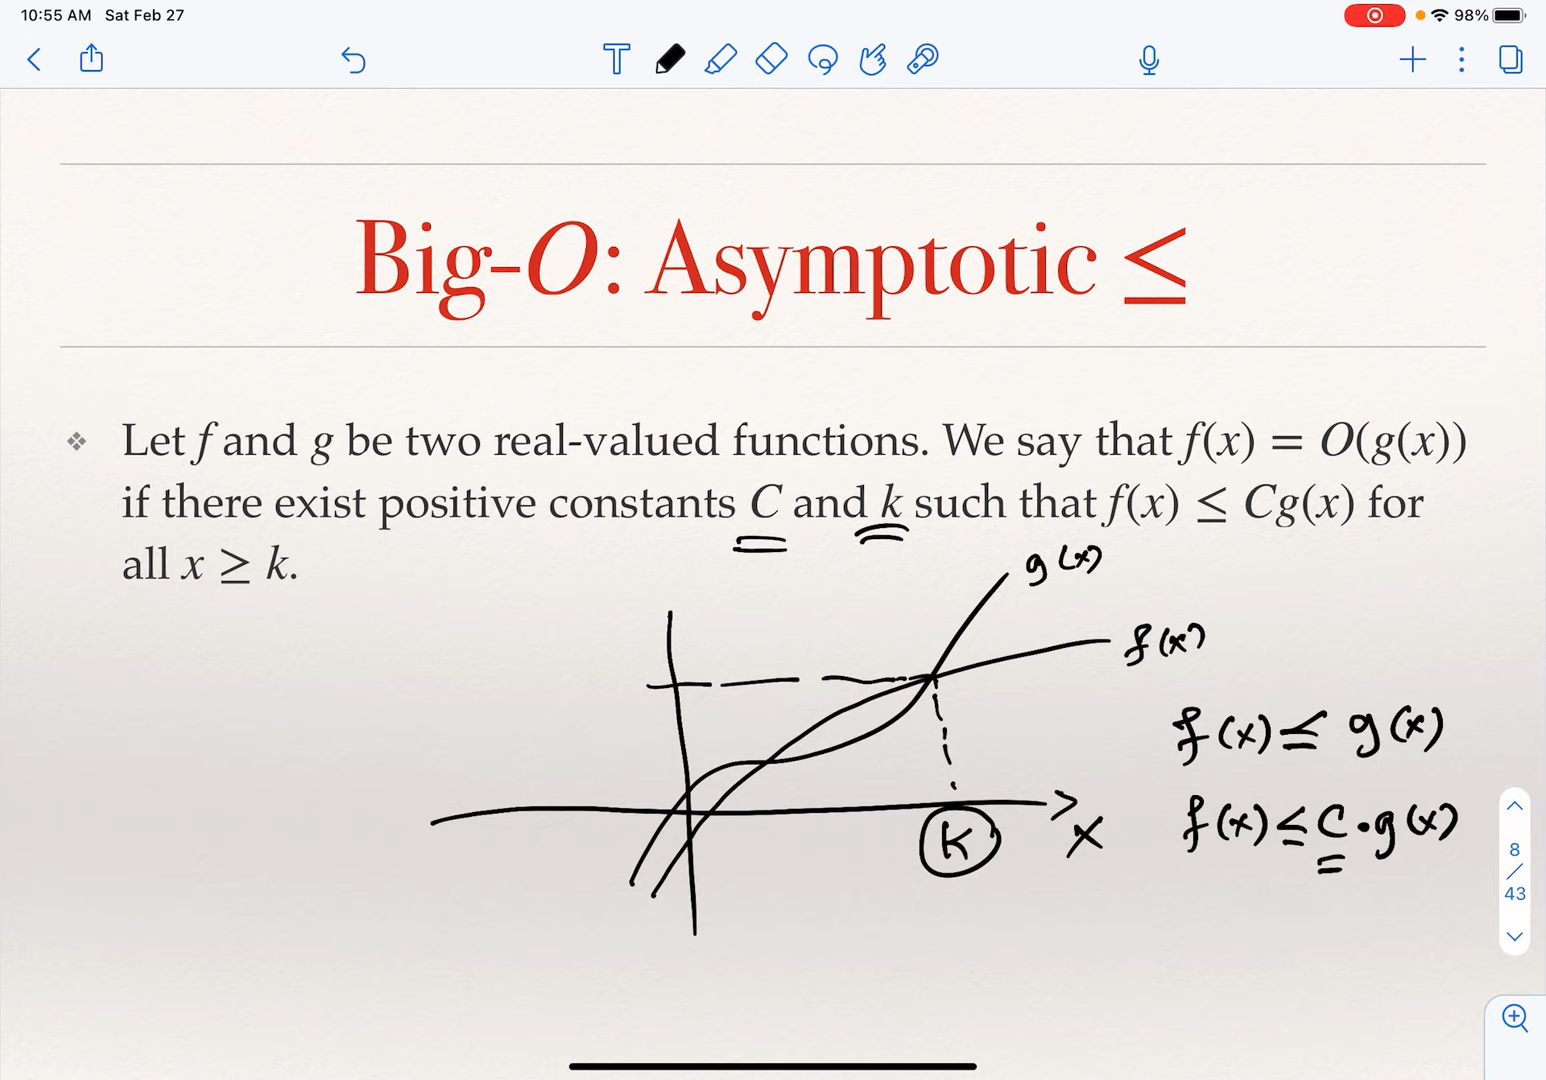 10:55 AM Sat Feb 27
98%
T
Big-O: Asymptotic ≤
❖ Let f and g be two real-valued functions. We say that f(x) = O(g(x))
if there exist positive constants C and k such that f(x) ≤ Cg(x) for
all x ≥ k.
g(x)
f(x)
f(x) ≤ g(x)
f(x) ≤ C·g(x)
K
x
8
/
43